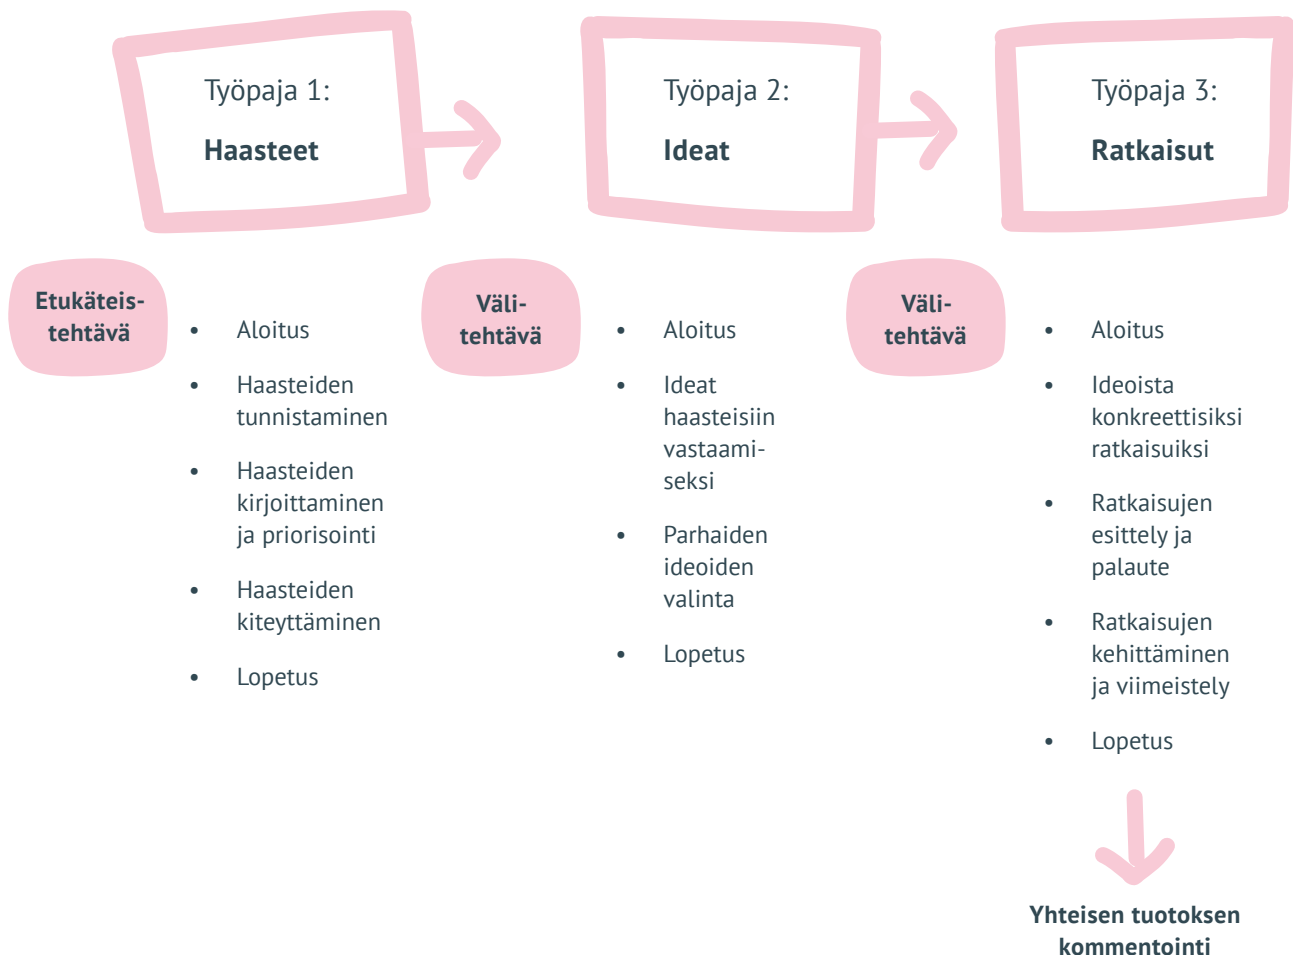 Työpaja 1:
Haasteet
Työpaja 2:
Ideat
Työpaja 3:
Ratkaisut
Etukäteis-
tehtävä
• Aloitus
• Haasteiden
tunnistaminen
• Haasteiden
kirjoittaminen
ja priorisointi
• Haasteiden
kiteyttäminen
• Lopetus
Väli-
tehtävä
• Aloitus
• Ideat
haasteisiin
vastaami-
seksi
• Parhaiden
ideoiden
valinta
• Lopetus
Väli-
tehtävä
• Aloitus
• Ideoista
konkreettisiksi
ratkaisuiksi
• Ratkaisujen
esittely ja
palaute
• Ratkaisujen
kehittäminen
ja viimeistely
• Lopetus
Yhteisen tuotoksen
kommentointi